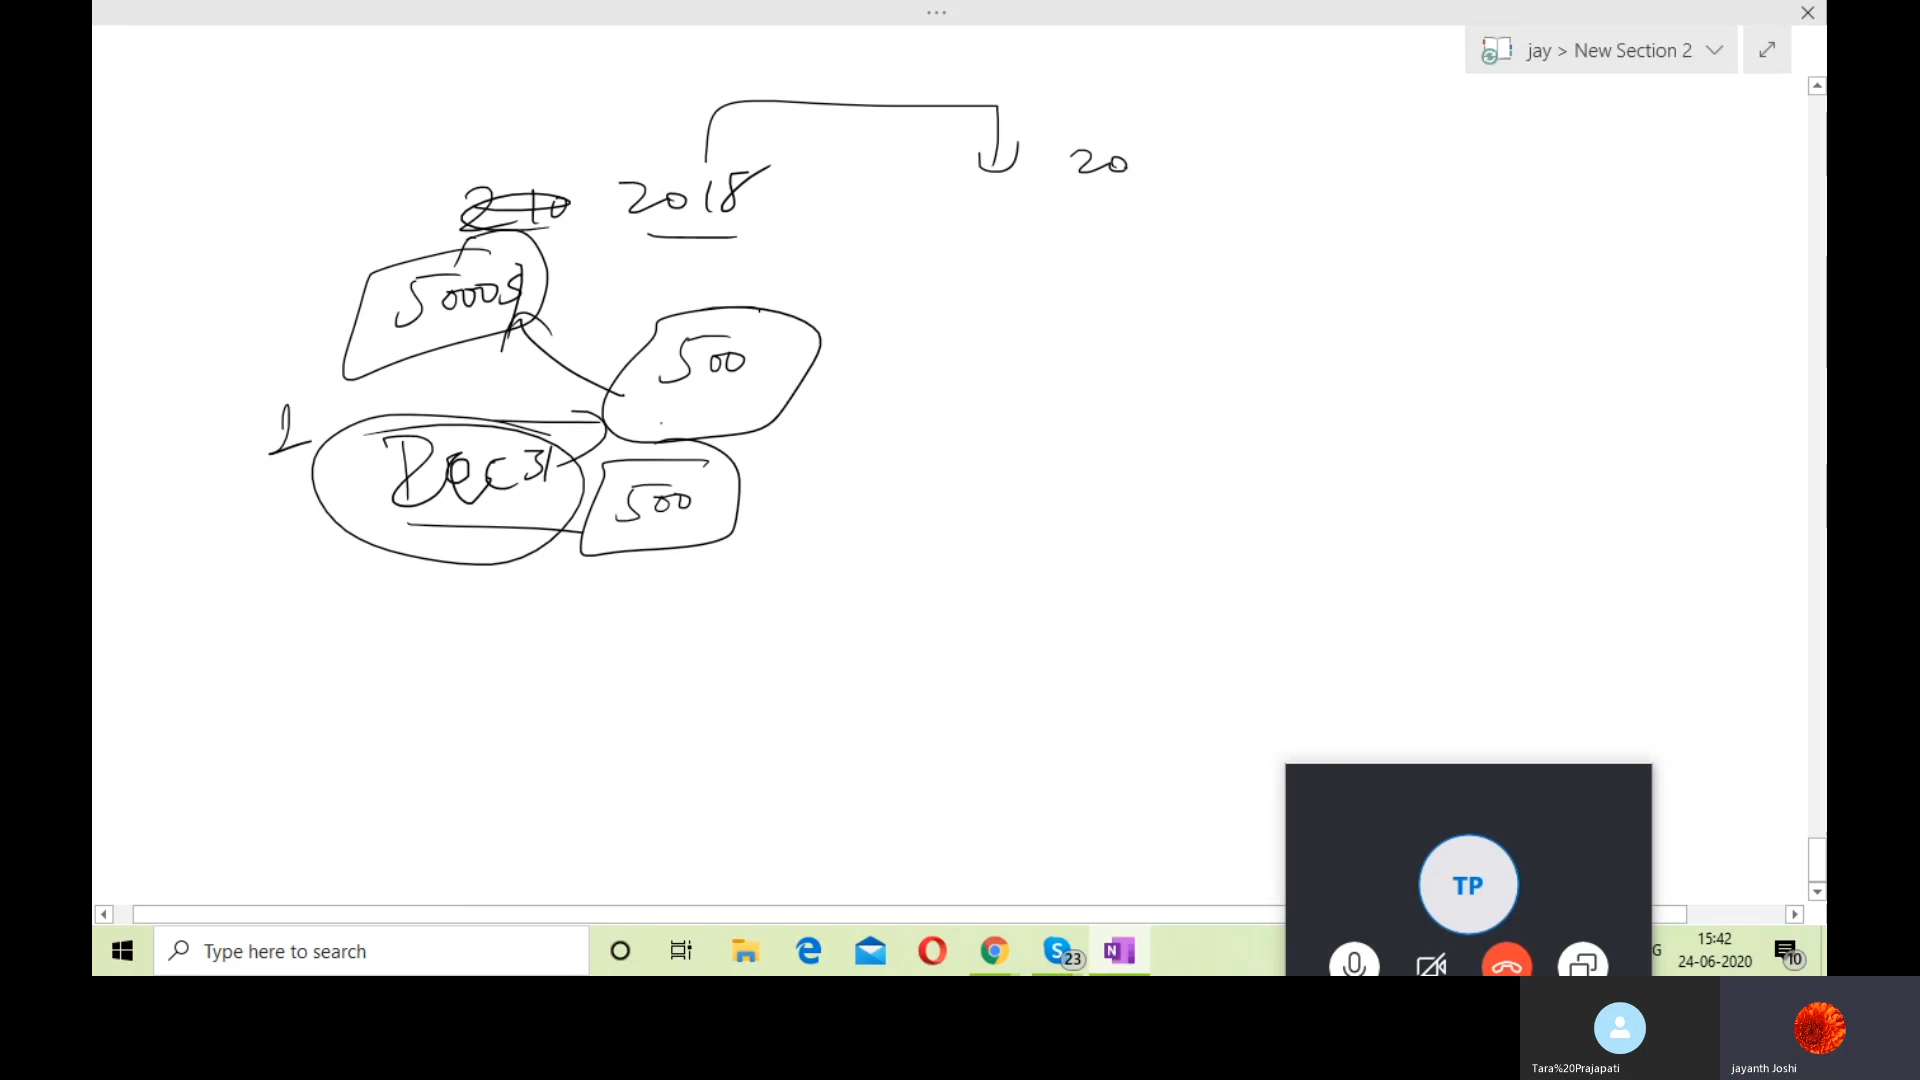 jay > New Section 2
20
2018
210
5000$
500
1
Dec 31
500
TP
Type here to search
23
G
15:42
24-06-2020
10
Tara%20Prajapati
jayanth Joshi